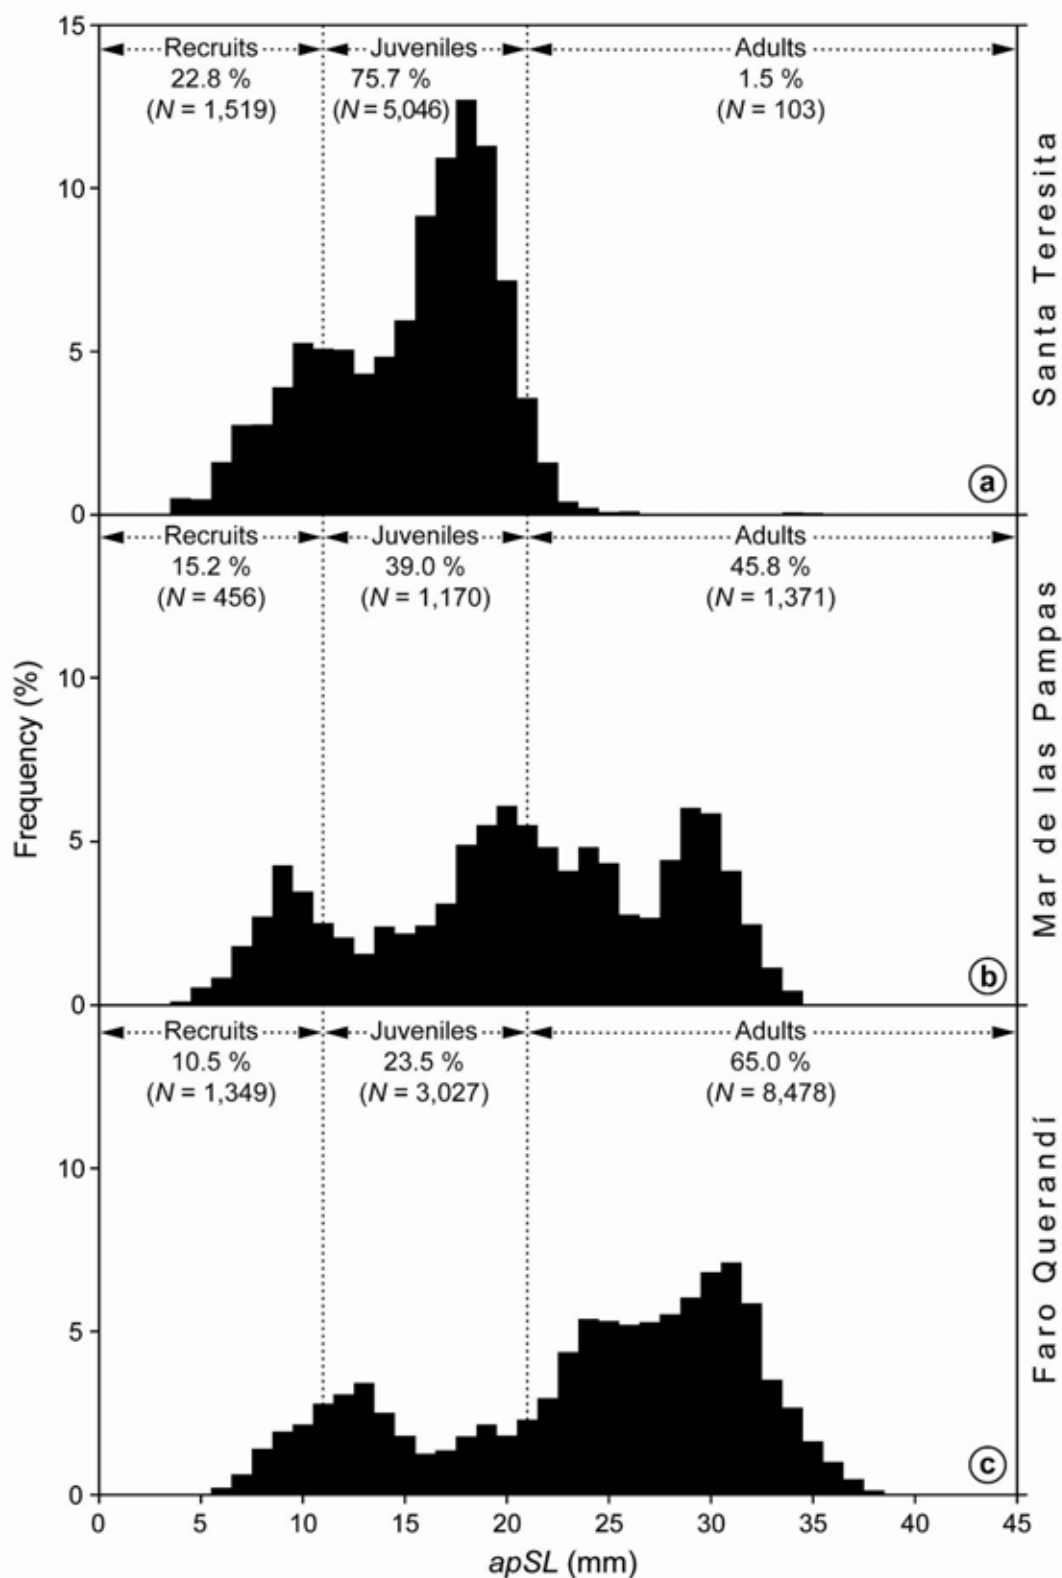 15
Recruits Juveniles Adults
22.8 % 75.7 % 1.5 %
(N = 1,519) (N = 5,046) (N = 103)
10
5
0
a
Santa Teresita
Recruits Juveniles Adults
15.2 % 39.0 % 45.8 %
(N = 456) (N = 1,170) (N = 1,371)
10
5
0
b
Mar de las Pampas
Frequency (%)
Recruits Juveniles Adults
10.5 % 23.5 % 65.0 %
(N = 1,349) (N = 3,027) (N = 8,478)
10
5
0
c
Faro Querandí
0 5 10 15 20 25 30 35 40 45
apSL (mm)